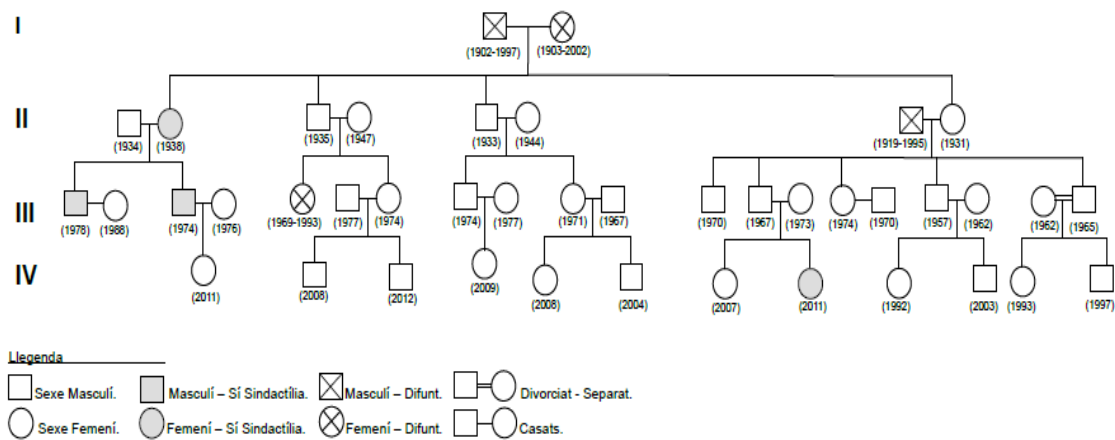 I
(1902-1997) (1903-2002)
II
(1934) (1938) (1935) (1947) (1933) (1944) (1919-1995) (1931)
III
(1978) (1988) (1974) (1976) (1969-1993) (1977) (1974) (1974) (1977) (1971) (1967) (1970) (1967) (1973) (1974) (1970) (1957) (1962) (1962) (1965)
IV
(2011) (2008) (2012) (2009) (2008) (2004) (2007) (2011) (1992) (2003) (1993) (1997)
Llegenda
Sexe Masculí. Masculí – Sí Sindactília. Masculí – Difunt. Divorciat - Separat.
Sexe Femení. Femení – Sí Sindactília. Femení – Difunt. Casats.